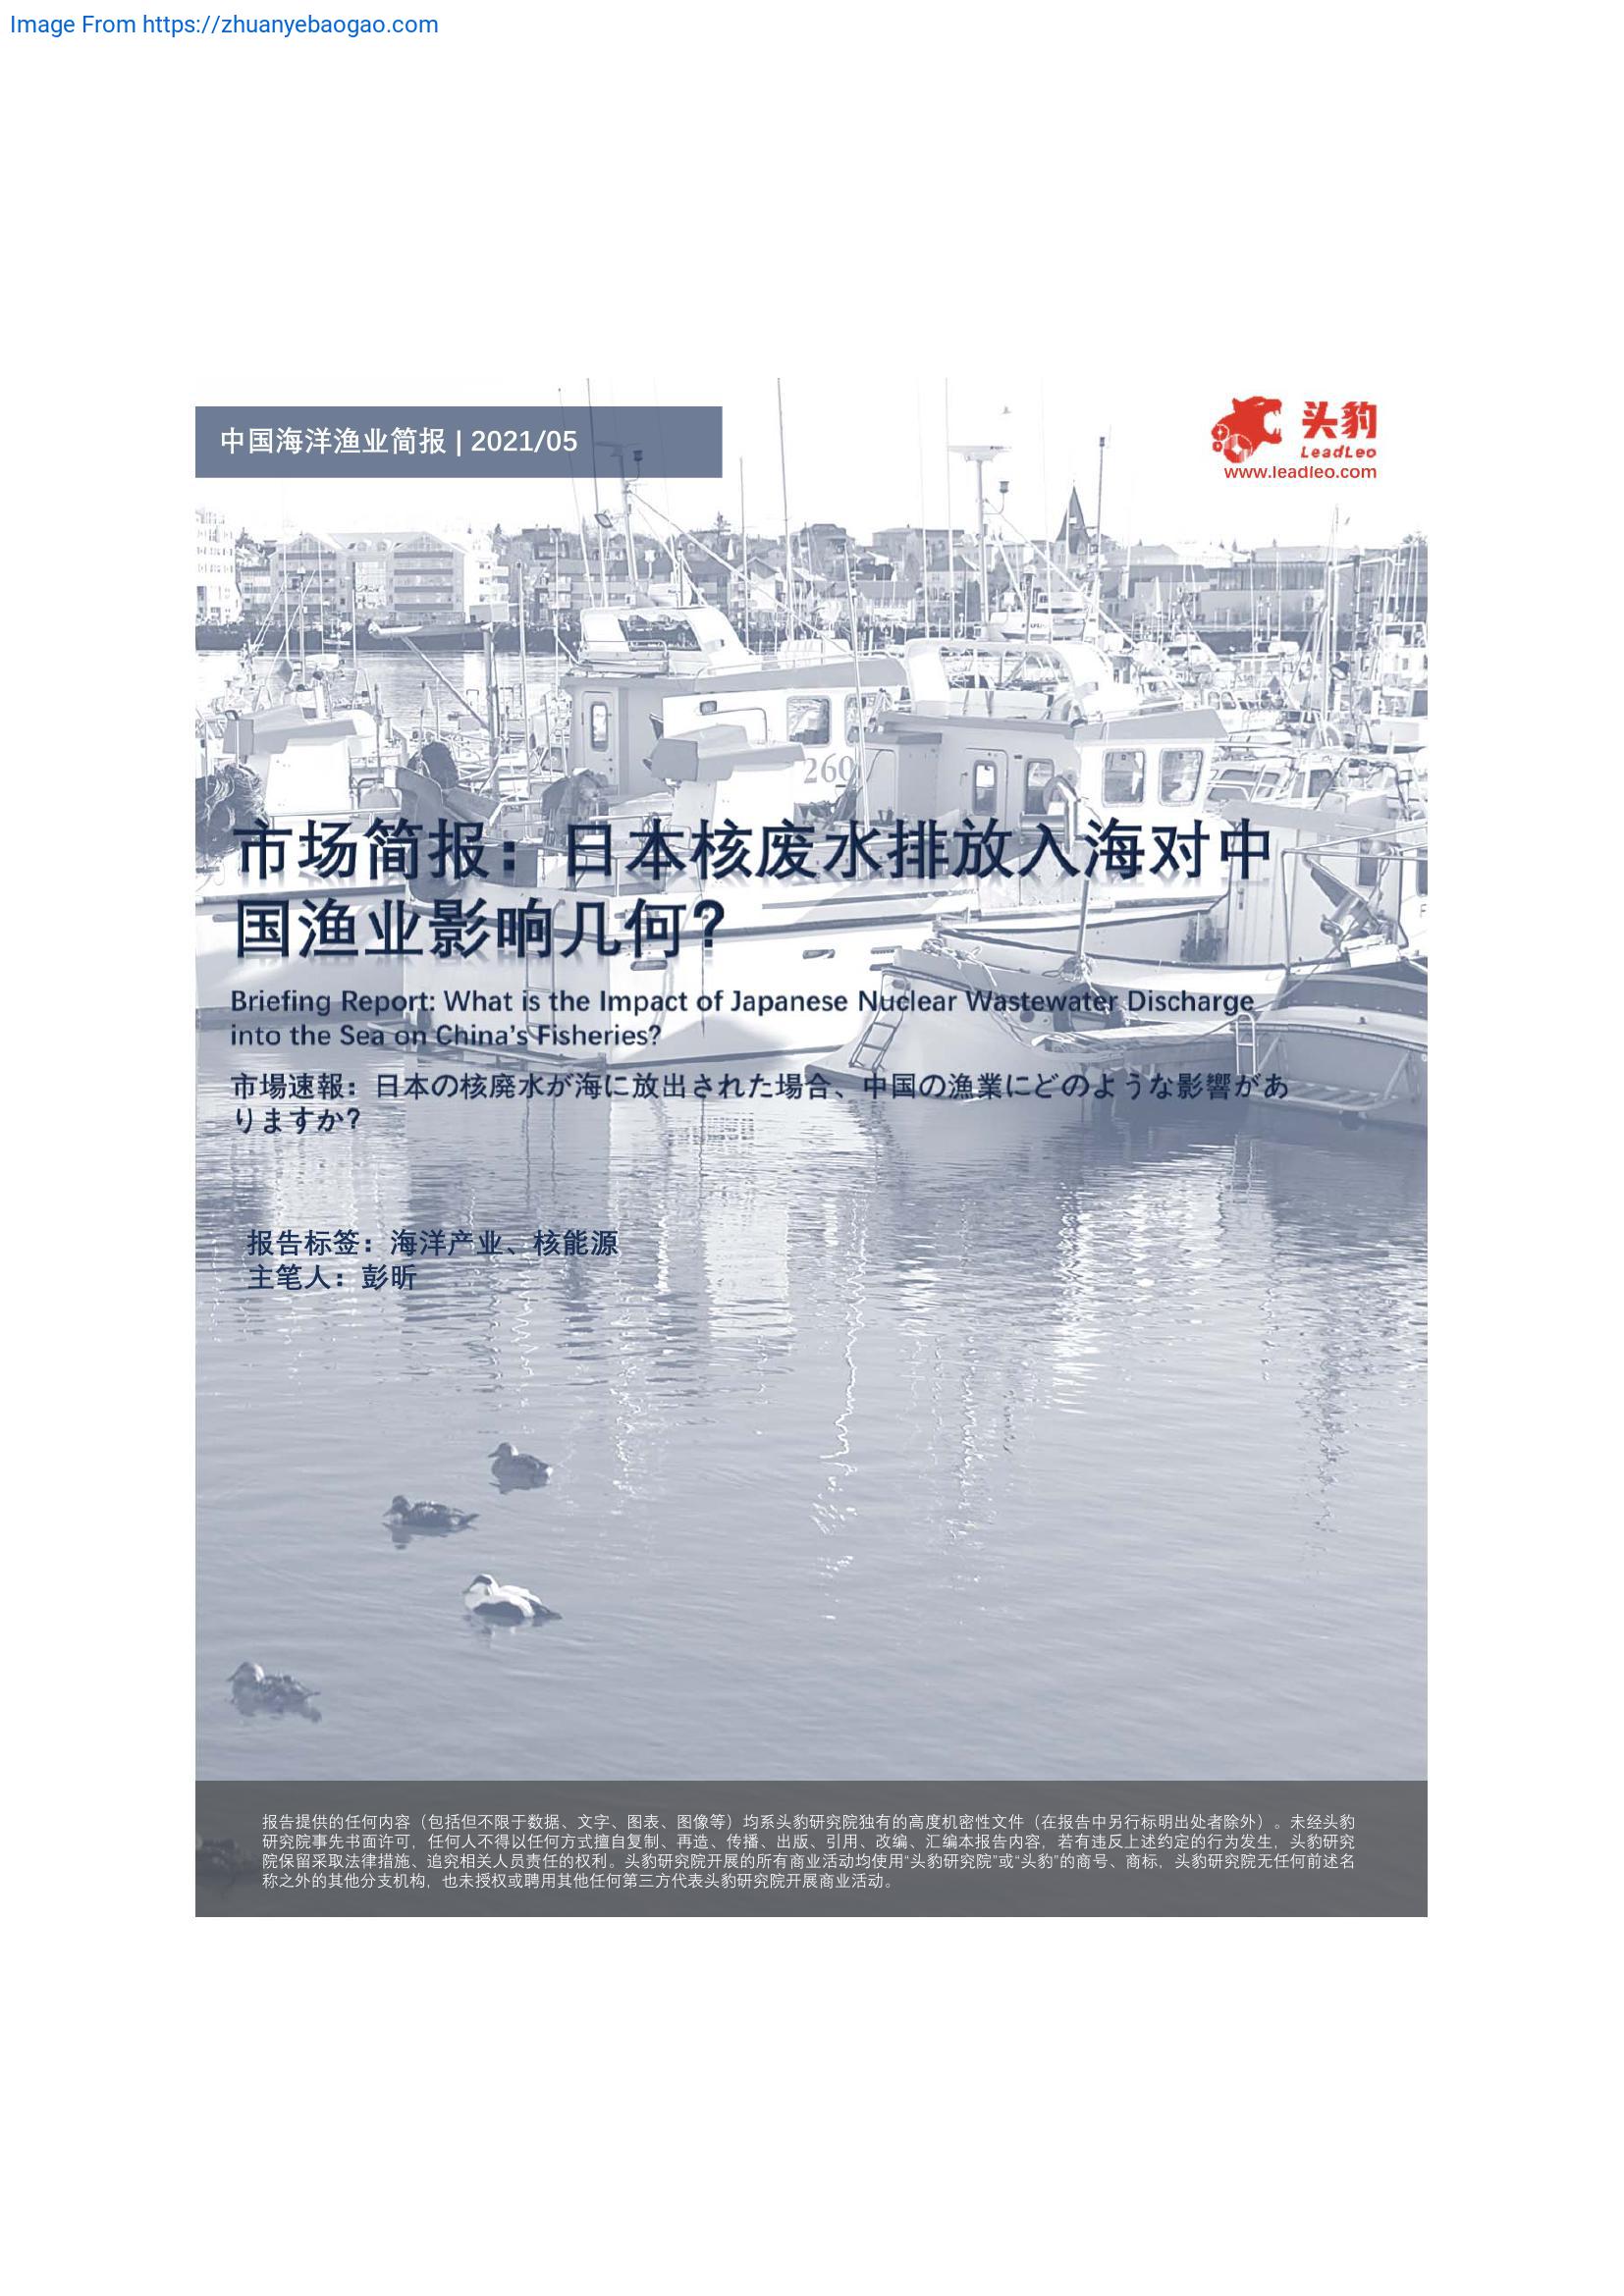 Image From https://zhuanyebaogao.com
中国海洋渔业简报 | 2021/05
头豹
LeadLeo
www.leadleo.com
260
市场简报：日本核废水排放入海对中
国渔业影响几何？
Briefing Report: What is the Impact of Japanese Nuclear Wastewater Discharge
into the Sea on China’s Fisheries?
市場速報：日本の核廃水が海に放出された場合、中国の漁業にどのような影響があ
りますか?
报告标签：海洋产业、核能源
主笔人：彭昕
报告提供的任何内容（包括但不限于数据、文字、图表、图像等）均系头豹研究院独有的高度机密性文件（在报告中另行标明出处者除外）。未经头豹
研究院事先书面许可，任何人不得以任何方式擅自复制、再造、传播、出版、引用、改编、汇编本报告内容，若有违反上述约定的行为发生，头豹研究
院保留采取法律措施、追究相关人员责任的权利。头豹研究院开展的所有商业活动均使用“头豹研究院”或“头豹”的商号、商标，头豹研究院无任何前述名
称之外的其他分支机构，也未授权或聘用其他任何第三方代表头豹研究院开展商业活动。